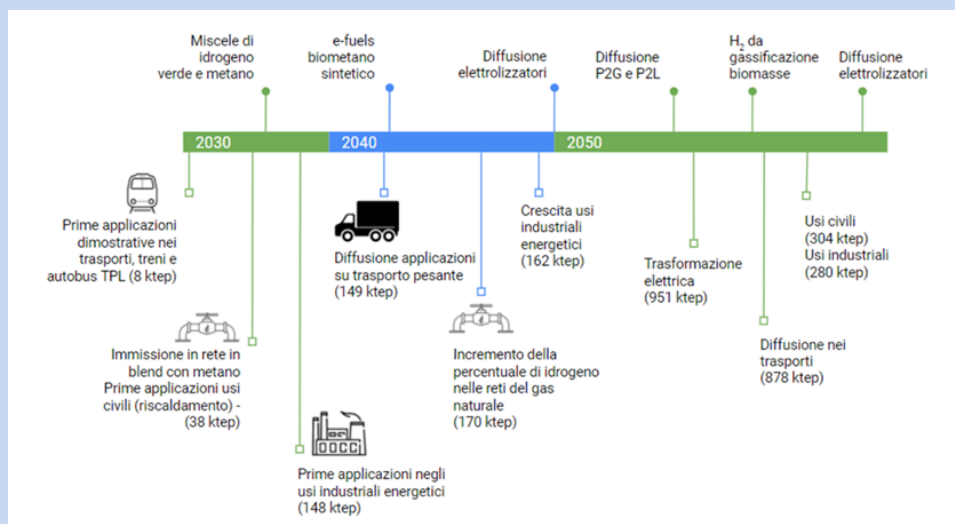 Miscele di
idrogeno
verde e metano
e-fuels
biometano
sintetico
Diffusione
elettrolizzatori
Diffusione
P2G e P2L
H₂ da
gassificazione
biomasse
Diffusione
elettrolizzatori
2030
2040
2050
Prime applicazioni
dimostrative nei
trasporti, treni e
autobus TPL (8 ktep)
Immissione in rete in
blend con metano
Prime applicazioni usi
civili (riscaldamento) -
(38 ktep)
Prime applicazioni negli
usi industriali energetici
(148 ktep)
Diffusione applicazioni
su trasporto pesante
(149 ktep)
Incremento della
percentuale di idrogeno
nelle reti del gas
naturale
(170 ktep)
Crescita usi
industriali
energetici
(162 ktep)
Trasformazione
elettrica
(951 ktep)
Diffusione nei
trasporti
(878 ktep)
Usi civili
(304 ktep)
Usi industriali
(280 ktep)